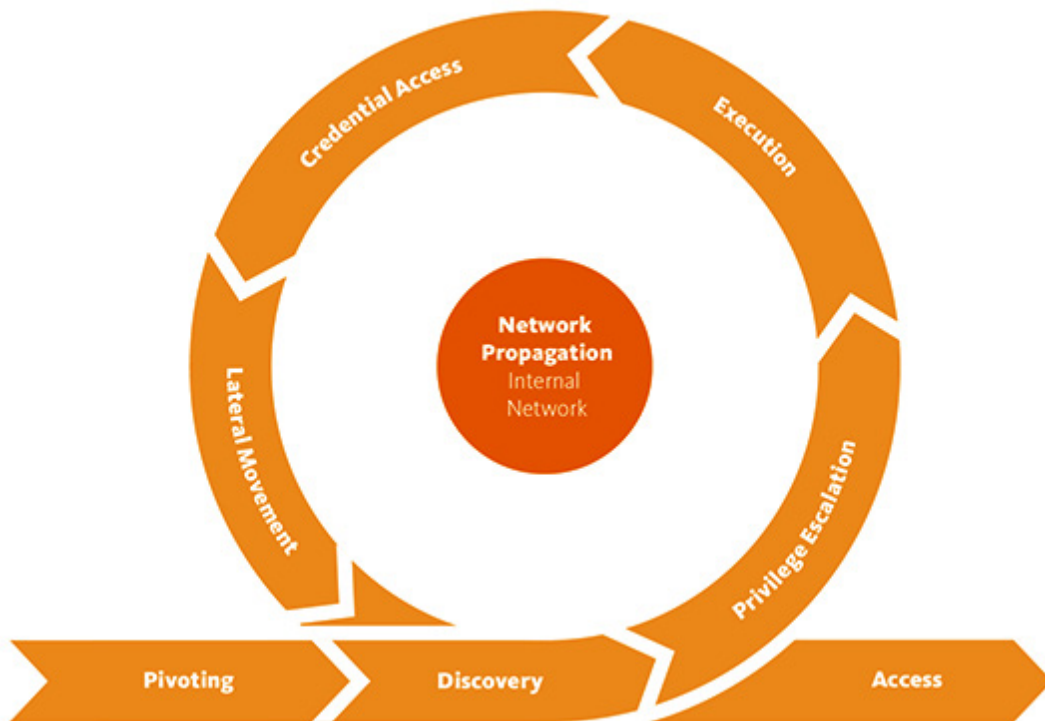 Credential Access
Execution
Network
Propagation
Internal
Network
Lateral Movement
Privilege Escalation
Pivoting
Discovery
Access